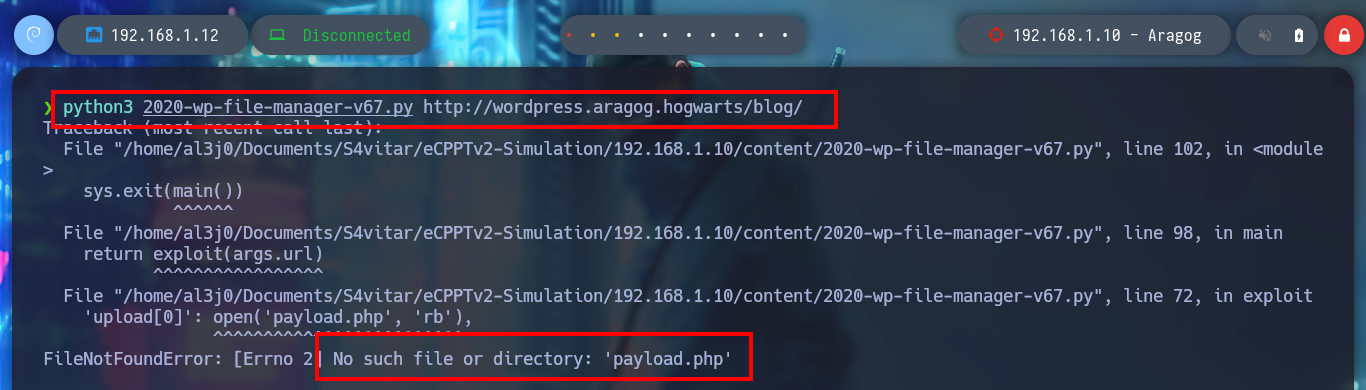 192.168.1.12 Disconnected 192.168.1.10 - Aragog
❯ python3 2020-wp-file-manager-v67.py http://wordpress.aragog.hogwarts/blog/
Traceback (most recent call last):
File "/home/al3j0/Documents/S4vitar/eCPPTv2-Simulation/192.168.1.10/content/2020-wp-file-manager-v67.py", line 102, in <module
>
sys.exit(main())
^^^^^^
File "/home/al3j0/Documents/S4vitar/eCPPTv2-Simulation/192.168.1.10/content/2020-wp-file-manager-v67.py", line 98, in main
return exploit(args.url)
^^^^^^^^^^^^^^^^^
File "/home/al3j0/Documents/S4vitar/eCPPTv2-Simulation/192.168.1.10/content/2020-wp-file-manager-v67.py", line 72, in exploit
'upload[0]': open('payload.php', 'rb'),
^^^^^^^^^^^^^^^^^^^^^^^^^
FileNotFoundError: [Errno 2] No such file or directory: 'payload.php'